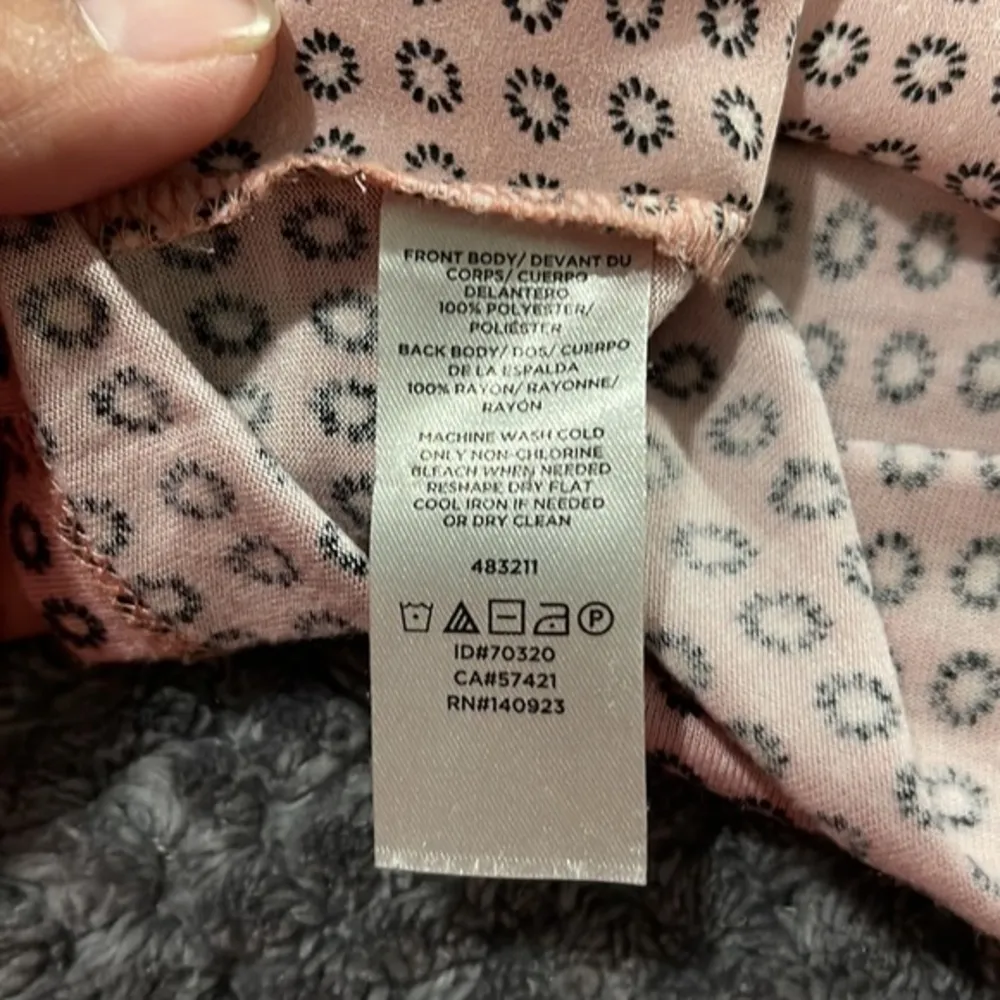 FRONT BODY/ DEVANT DU
CORPS/ CUERPO
DELANTERO
100% POLYESTER/
POLIÉSTER
BACK BODY/ DOS/ CUERPO
DE LA ESPALDA
100% RAYON/ RAYONNE/
RAYÓN
MACHINE WASH COLD
ONLY NON-CHLORINE
BLEACH WHEN NEEDED
RESHAPE DRY FLAT
COOL IRON IF NEEDED
OR DRY CLEAN
483211
P
ID#70320
CA#57421
RN#140923